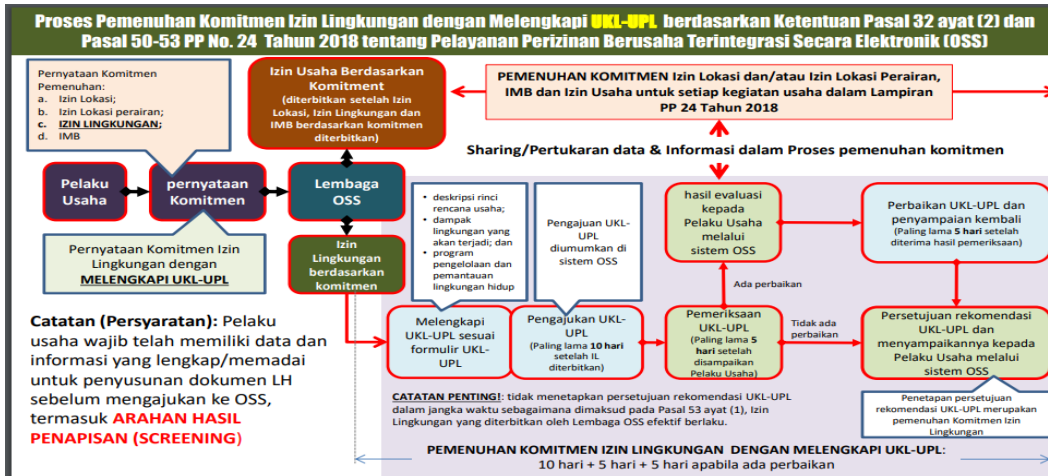 Proses Pemenuhan Komitmen Izin Lingkungan dengan Melengkapi UKL-UPL berdasarkan Ketentuan Pasal 32 ayat (2) dan
Pasal 50-53 PP No. 24 Tahun 2018 tentang Pelayanan Perizinan Berusaha Terintegrasi Secara Elektronik (OSS)
Pernyataan Komitmen
Pemenuhan:
a. Izin Lokasi;
b. Izin Lokasi perairan;
c. IZIN LINGKUNGAN;
d. IMB
Izin Usaha Berdasarkan
Komitment
(diterbitkan setelah Izin
Lokasi, Izin Lingkungan dan
IMB berdasarkan komitmen
diterbitkan)
PEMENUHAN KOMITMEN Izin Lokasi dan/atau Izin Lokasi Perairan,
IMB dan Izin Usaha untuk setiap kegiatan usaha dalam Lampiran
PP 24 Tahun 2018
Sharing/Pertukaran data & Informasi dalam Proses pemenuhan komitmen
Pelaku
Usaha
pernyataan
Komitmen
Lembaga
OSS
• deskripsi rinci
rencana usaha;
• dampak
lingkungan yang
akan terjadi; dan
• program
pengelolaan dan
pemantauan
lingkungan hidup
Pengajuan UKL-
UPL
diumumkan di
sistem OSS
hasil evaluasi
kepada
Pelaku Usaha
melalui
sistem OSS
Perbaikan UKL-UPL dan
penyampaian kembali
(Paling lama 5 hari setelah
diterima hasil pemeriksaan)
Pernyataan Komitmen Izin
Lingkungan dengan
MELENGKAPI UKL-UPL
Izin
Lingkungan
berdasarkan
komitmen
Ada perbaikan
Melengkapi
UKL-UPL sesuai
formulir UKL-
UPL
Pengajukan UKL-
UPL
(Paling lama 10 hari
setelah IL
diterbitkan)
Pemeriksaan
UKL-UPL
(Paling lama 5
hari setelah
disampaikan
Pelaku Usaha)
Tidak ada
perbaikan
Persetujuan rekomendasi
UKL-UPL dan
menyampaikannya kepada
Pelaku Usaha melalui
sistem OSS
Catatan (Persyaratan): Pelaku
usaha wajib telah memiliki data dan
informasi yang lengkap/memadai
untuk penyusunan dokumen LH
sebelum mengajukan ke OSS,
termasuk ARAHAN HASIL
PENAPISAN (SCREENING)
CATATAN PENTING!: tidak menetapkan persetujuan rekomendasi UKL-UPL
dalam jangka waktu sebagaimana dimaksud pada Pasal 53 ayat (1), Izin
Lingkungan yang diterbitkan oleh Lembaga OSS efektif berlaku.
Penetapan persetujuan
rekomendasi UKL-UPL merupakan
pemenuhan Komitmen Izin
Lingkungan
PEMENUHAN KOMITMEN IZIN LINGKUNGAN DENGAN MELENGKAPI UKL-UPL:
10 hari + 5 hari + 5 hari apabila ada perbaikan